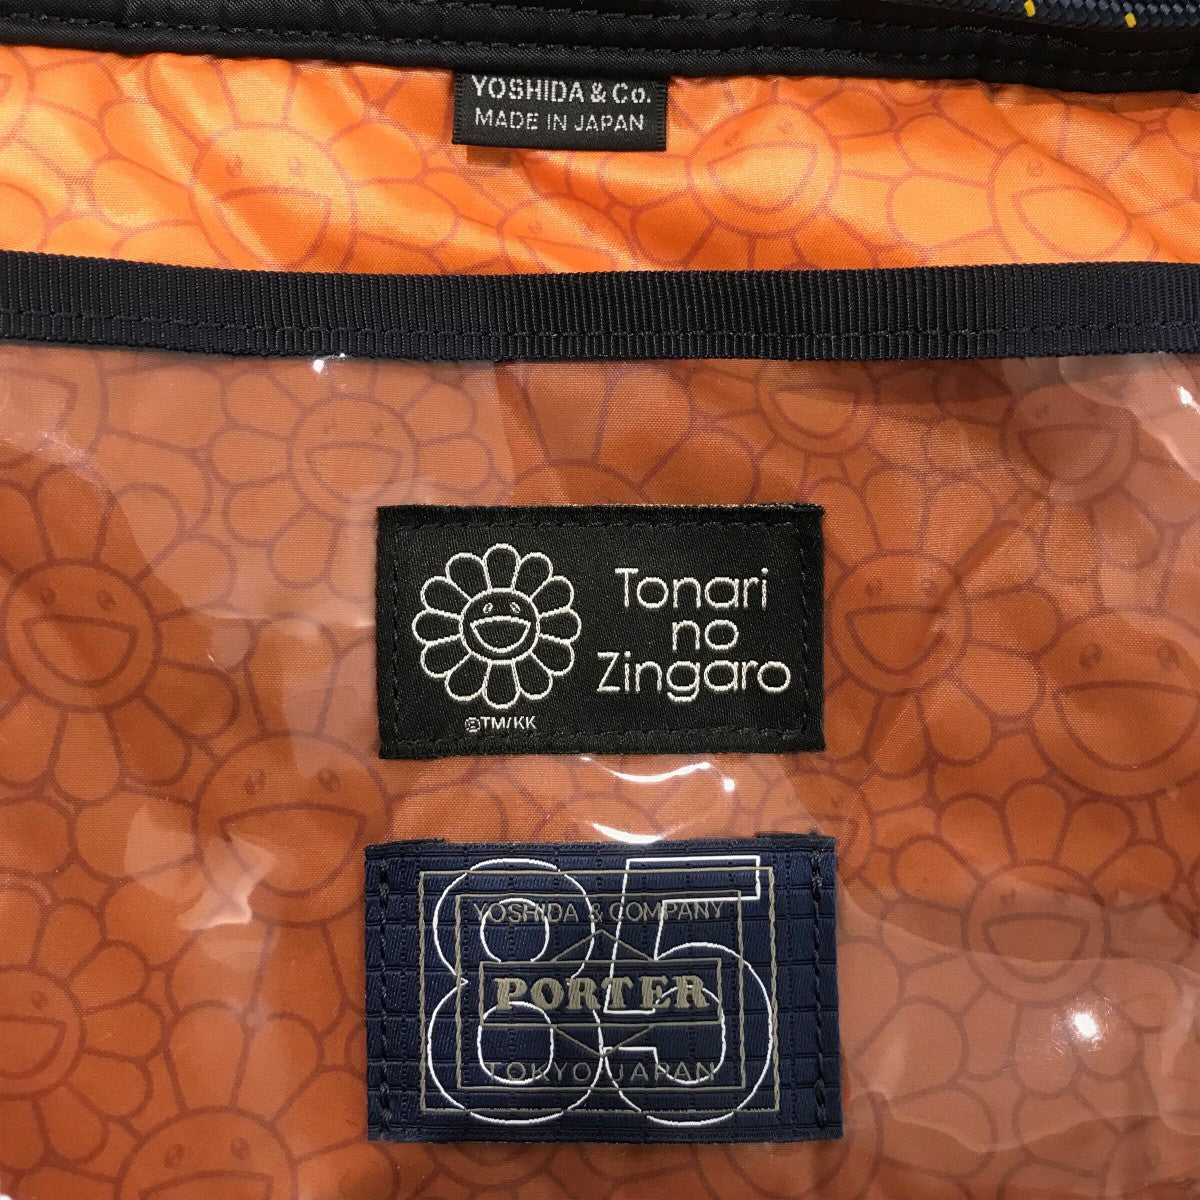 YOSHIDA & Co.
MADE IN JAPAN
Tonari
no
Zingaro
©TM/KK
85
YOSHIDA & COMPANY
PORTER
TOKYO JAPAN